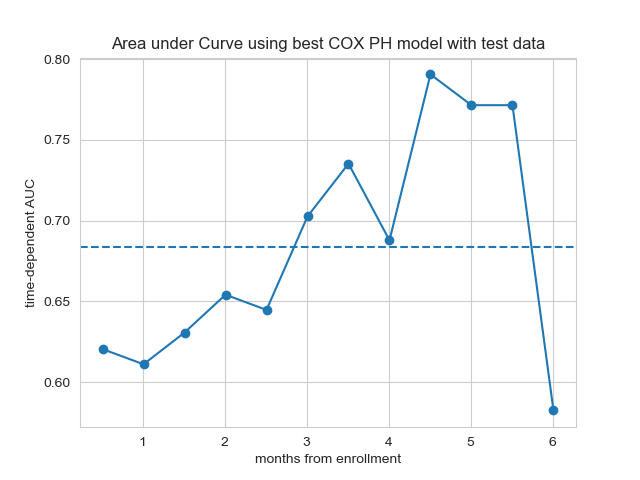 Area under Curve using best COX PH model with test data
0.80
0.75
0.70
0.65
0.60
time-dependent AUC
1 2 3 4 5 6
months from enrollment